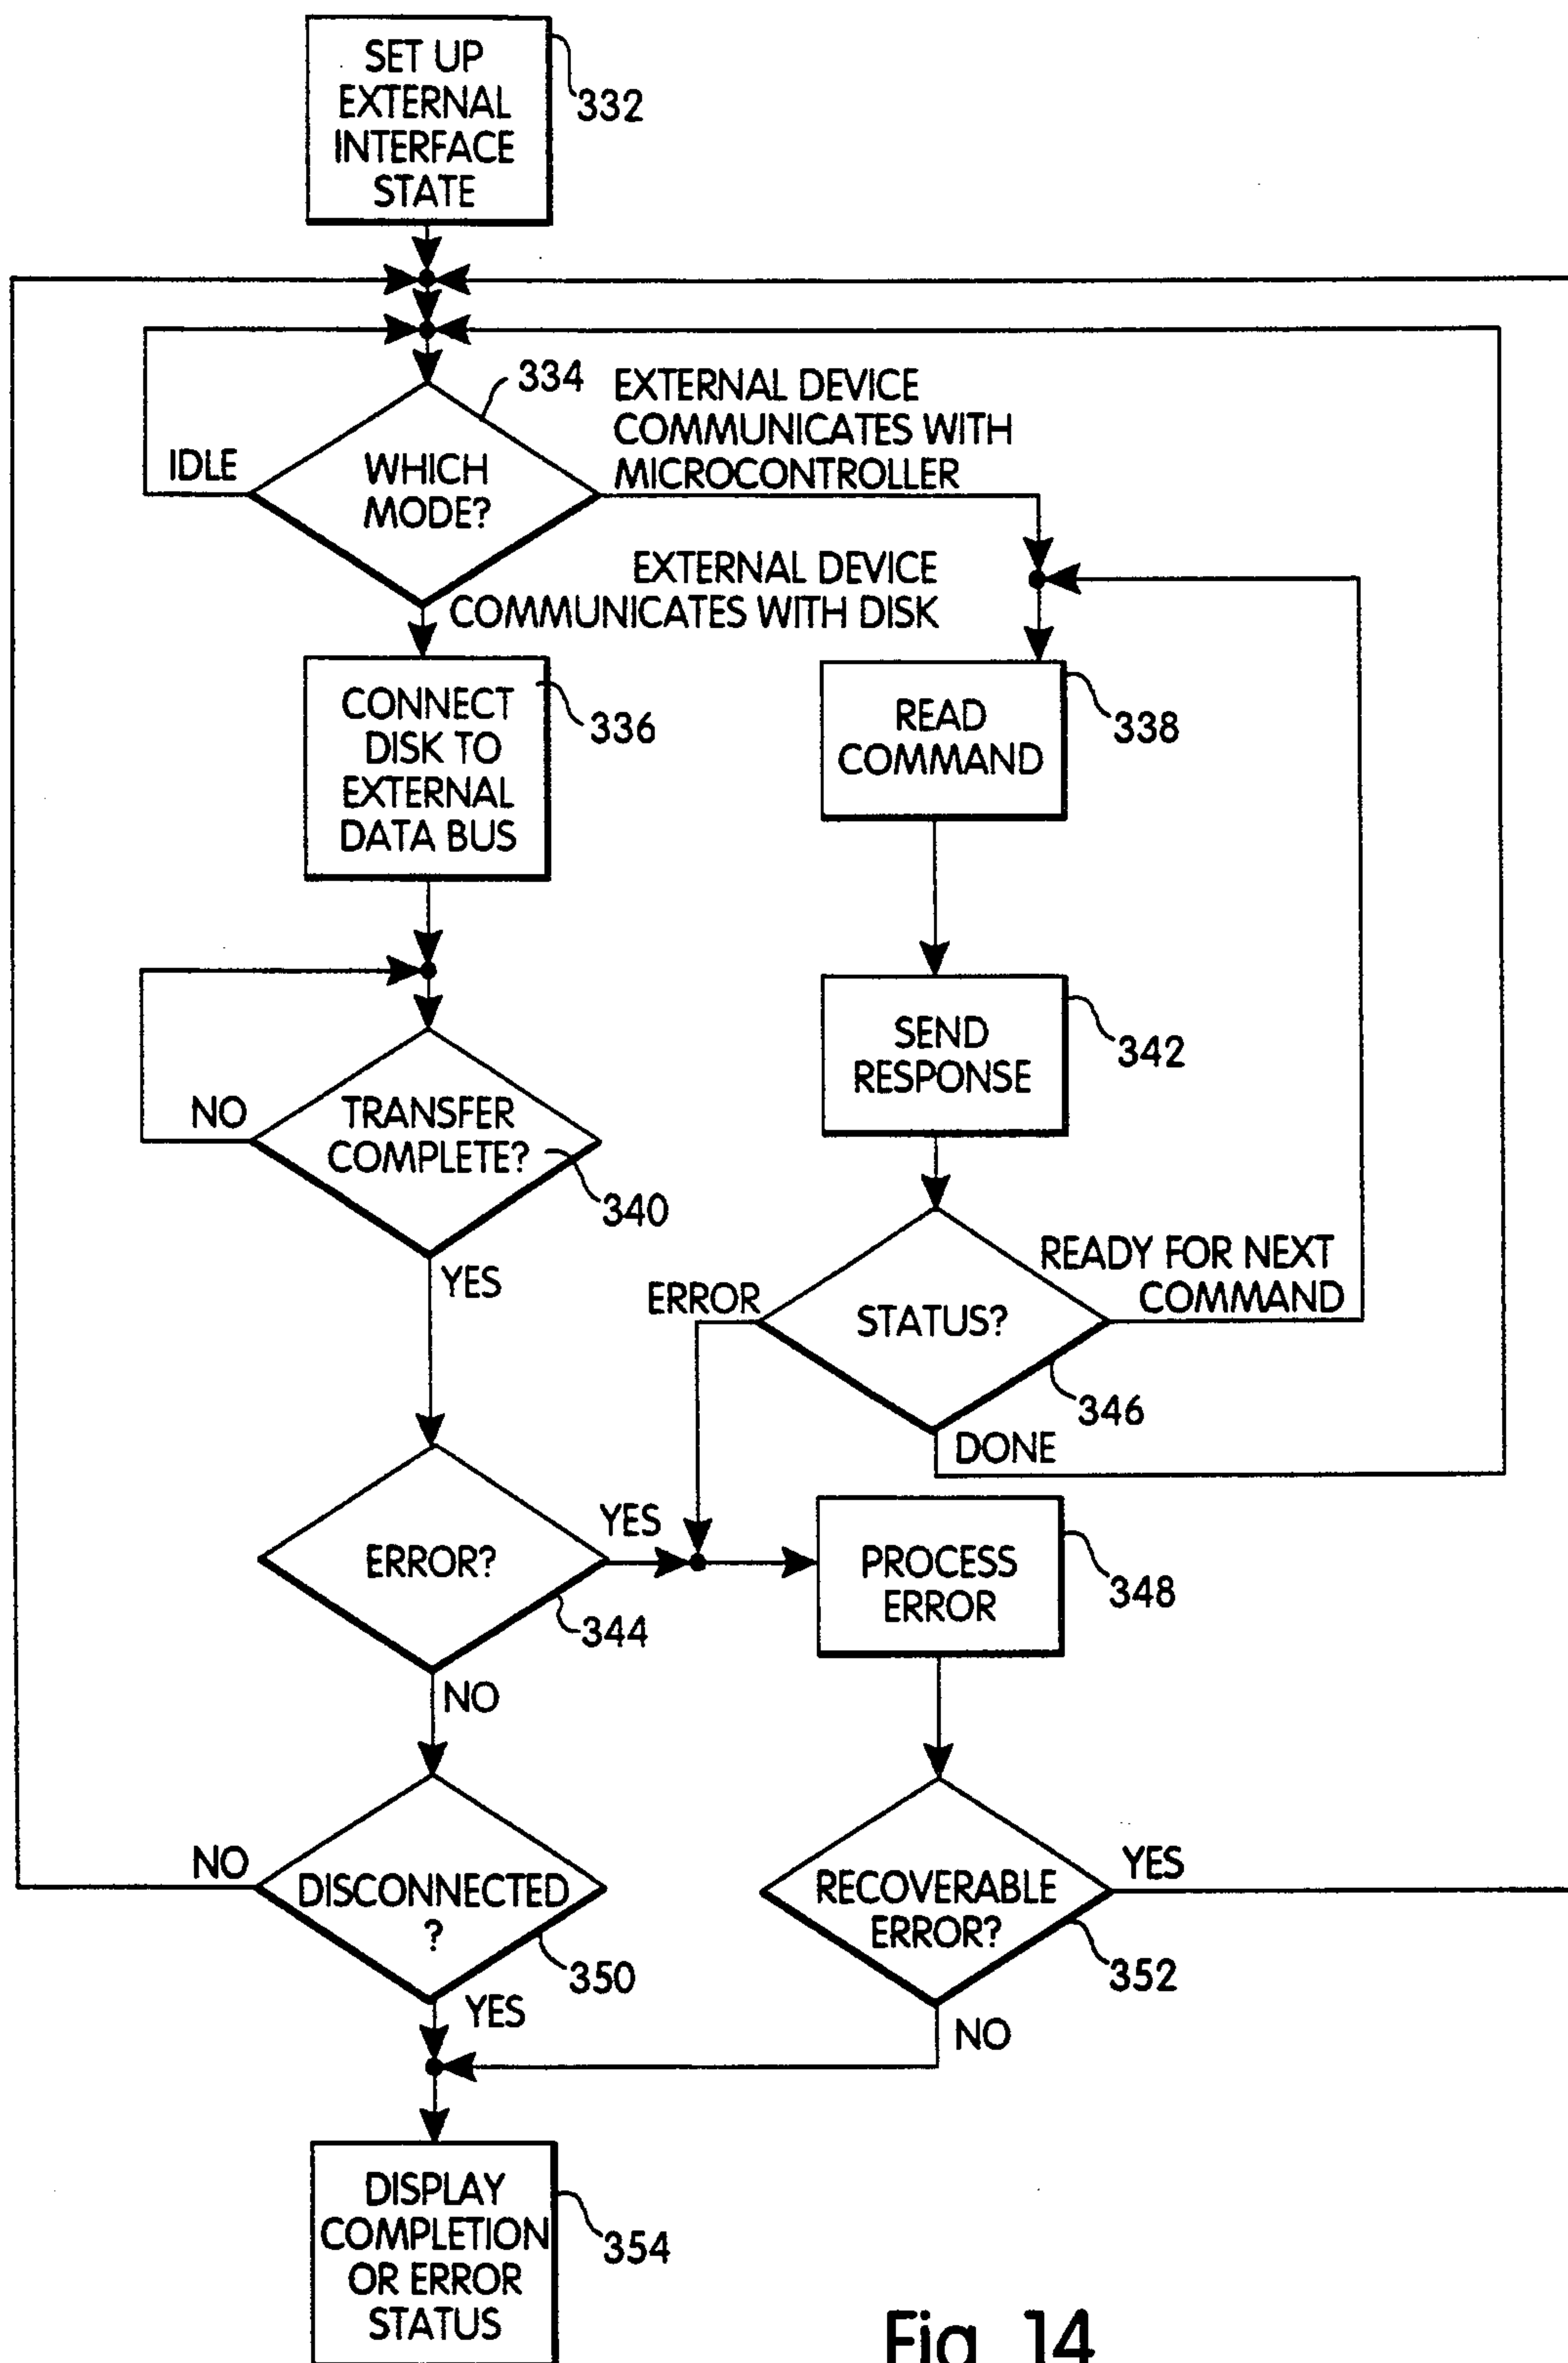 SET UP
EXTERNAL
INTERFACE
STATE
332
334
EXTERNAL DEVICE
COMMUNICATES WITH
MICROCONTROLLER
IDLE
WHICH
MODE?
EXTERNAL DEVICE
COMMUNICATES WITH DISK
CONNECT
DISK TO
EXTERNAL
DATA BUS
336
READ
COMMAND
338
SEND
RESPONSE
342
NO
TRANSFER
COMPLETE?
340
YES
READY FOR NEXT
COMMAND
ERROR
STATUS?
346
DONE
ERROR?
YES
344
NO
PROCESS
ERROR
348
NO
DISCONNECTED
?
350
YES
RECOVERABLE
ERROR?
YES
352
NO
DISPLAY
COMPLETION
OR ERROR
STATUS
354
Fig. 14